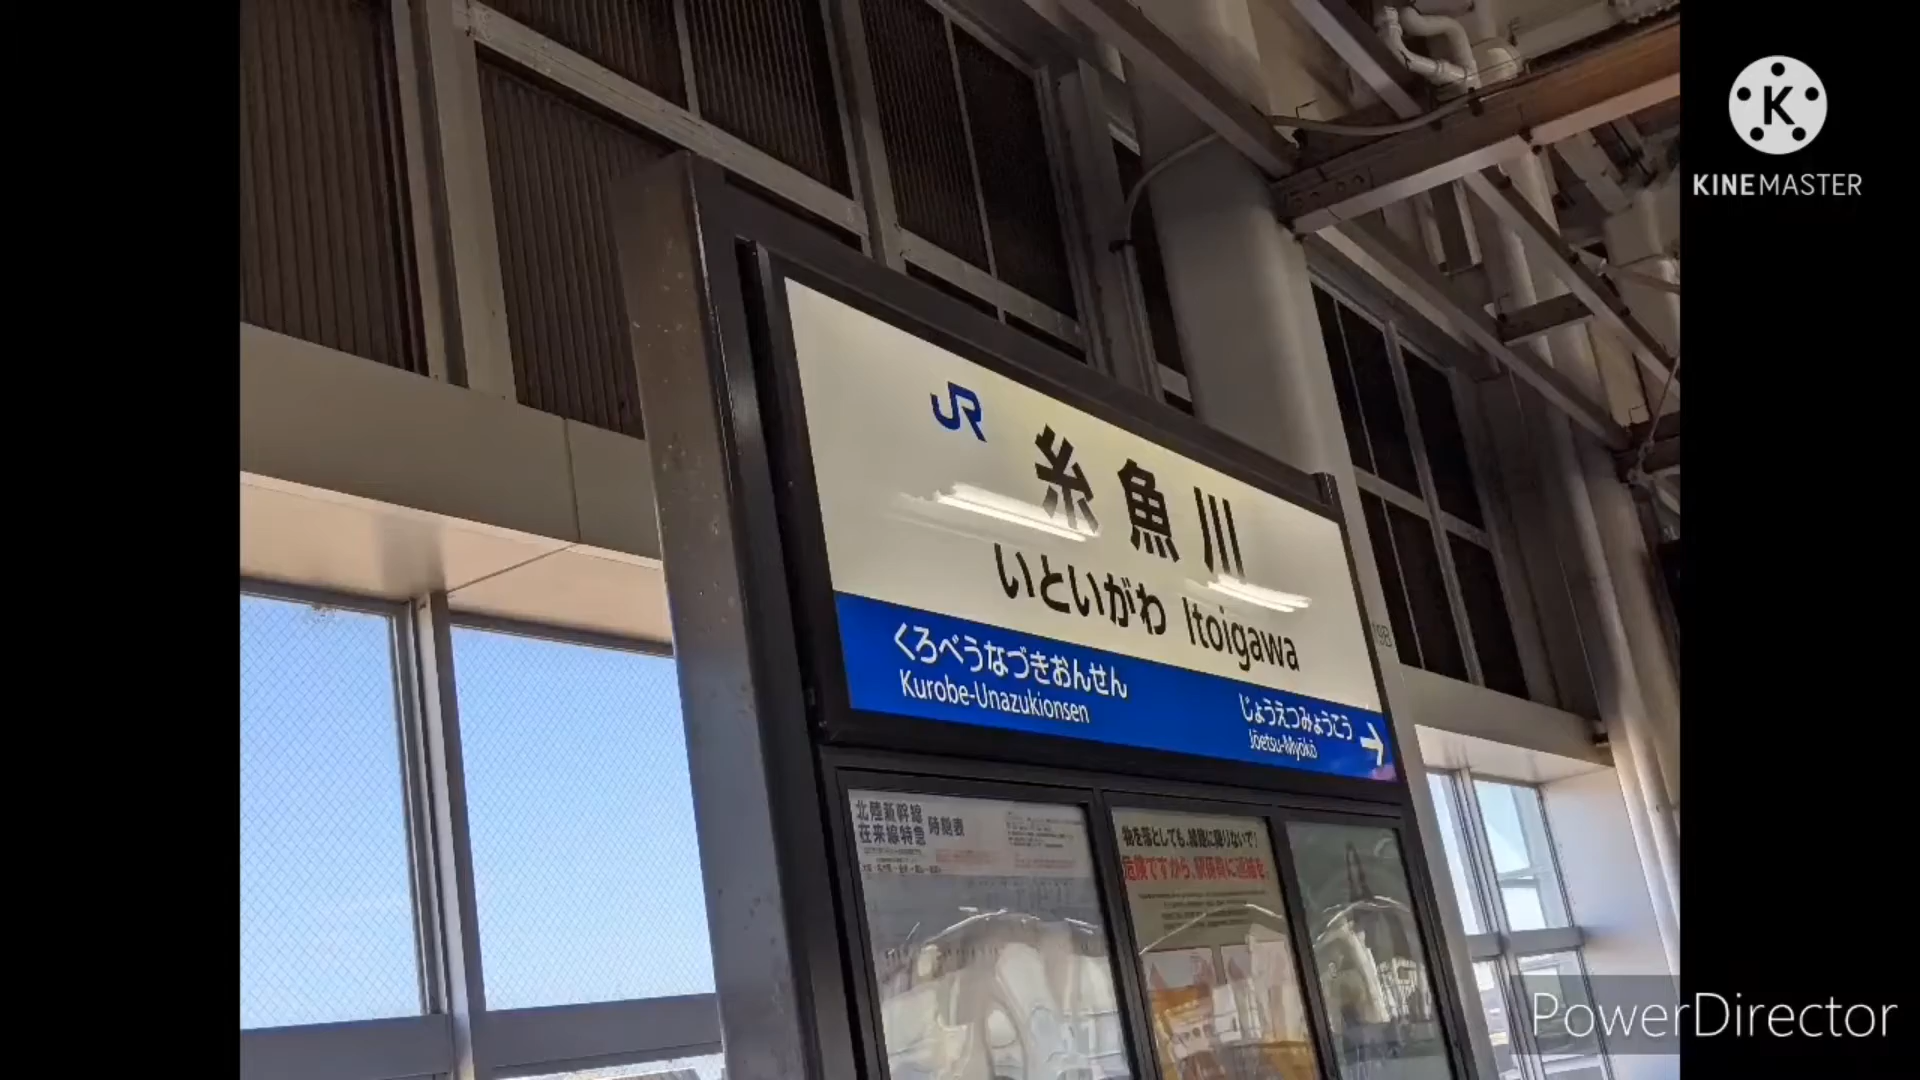 K
KINEMASTER
JR
糸魚川
いといがわ Itoigawa
くろべうなづきおんせん
Kurobe-Unazukionsen
じょうえつみょうこう
Jōetsu-Myōkō
→
19B
北陸新幹線
在来線特急 時刻表
物を落としても、線路に降りないで!
危険ですから、駅係員に連絡を。
PowerDirector